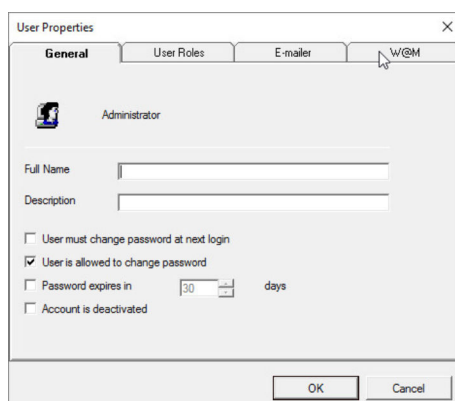 User Properties
General User Roles E-mailer W@M
Administrator
Full Name
Description
User must change password at next login
User is allowed to change password
Password expires in 30 days
Account is deactivated
OK Cancel